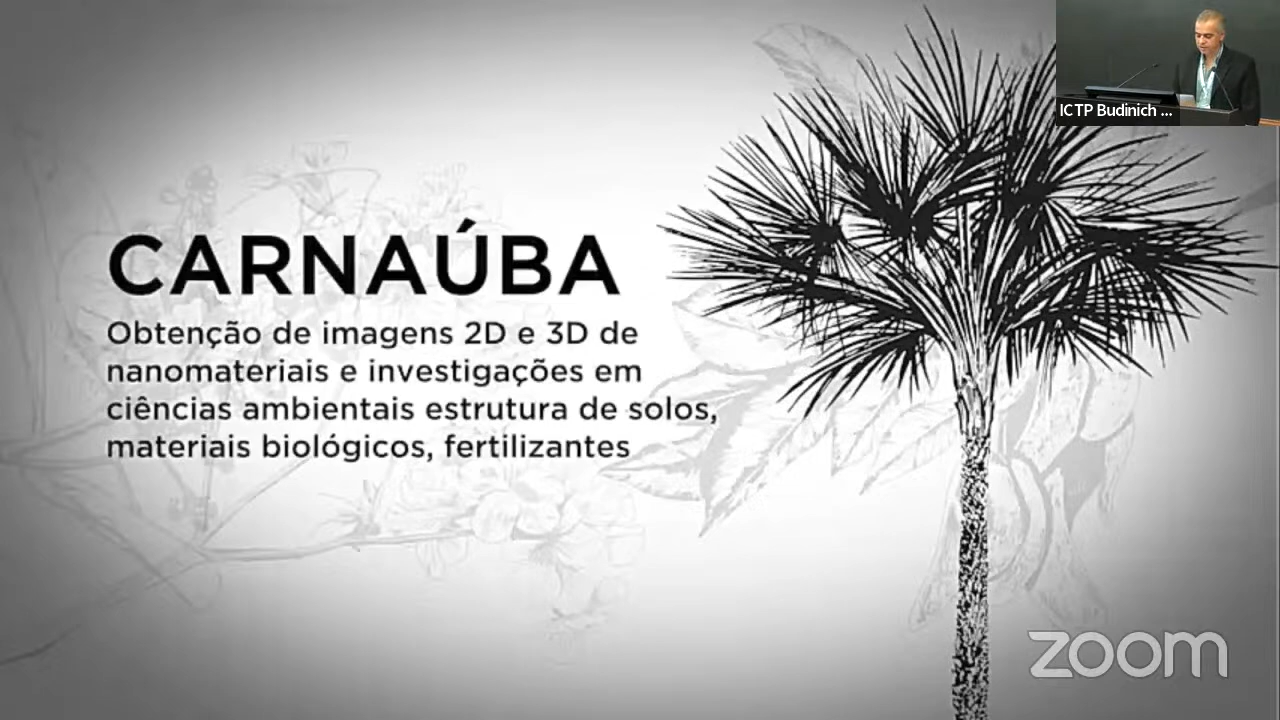 ICTP Budinich ...
CARNAÚBA
Obtenção de imagens 2D e 3D de
nanomateriais e investigações em
ciências ambientais estrutura de solos,
materiais biológicos, fertilizantes
zoom